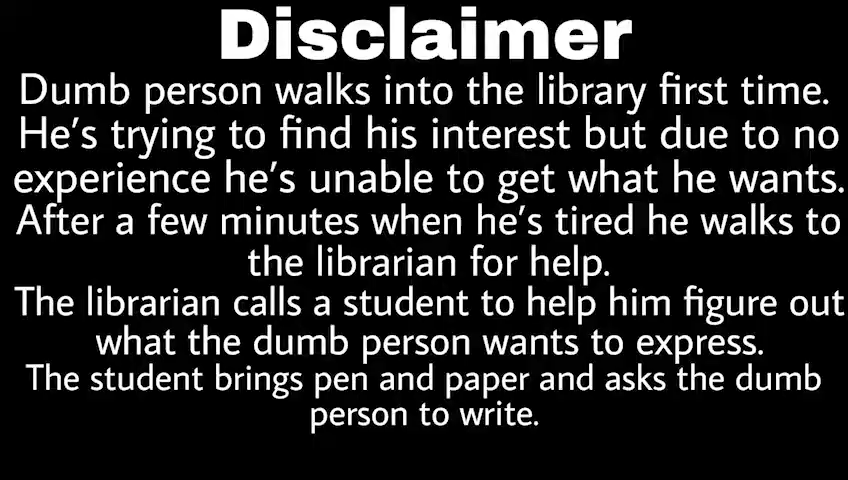 Disclaimer
Dumb person walks into the library first time.
He's trying to find his interest but due to no
experience he's unable to get what he wants.
After a few minutes when he's tired he walks to
the librarian for help.
The librarian calls a student to help him figure out
what the dumb person wants to express.
The student brings pen and paper and asks the dumb
person to write.